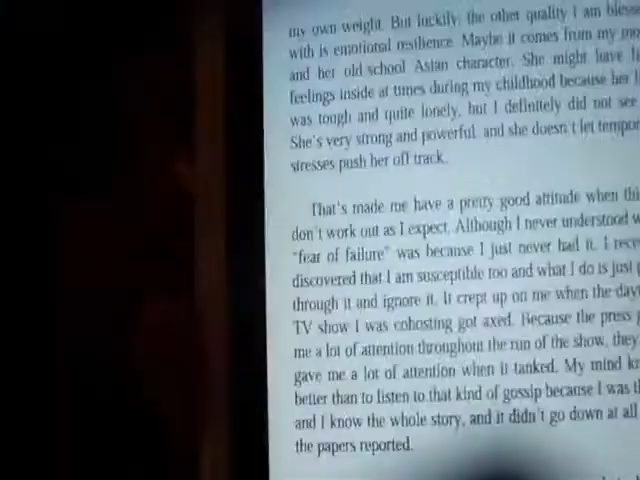 my own weight. But luckily, the other quality I am
with is emotional resilience. Maybe it comes from my
and her old school Asian character. She might have
feelings inside at times during my childhood because her
was tough and quite lonely, but I definitely did not see
She's very strong and powerful, and she doesn't let
stresses push her off track.
That's made me have a pretty good attitude when
don't work out as I expect. Although I never understood
"fear of failure" was because I just never had it. I
discovered that I am susceptible too and what I do is just
through it and ignore it. It crept up on me when the
TV show I was cohosting got axed. Because the press
me a lot of attention throughout the run of the show, they
gave me a lot of attention when it tanked. My mind
better than to listen to that kind of gossip because I was
and I know the whole story, and it didn't go down at all
the papers reported.